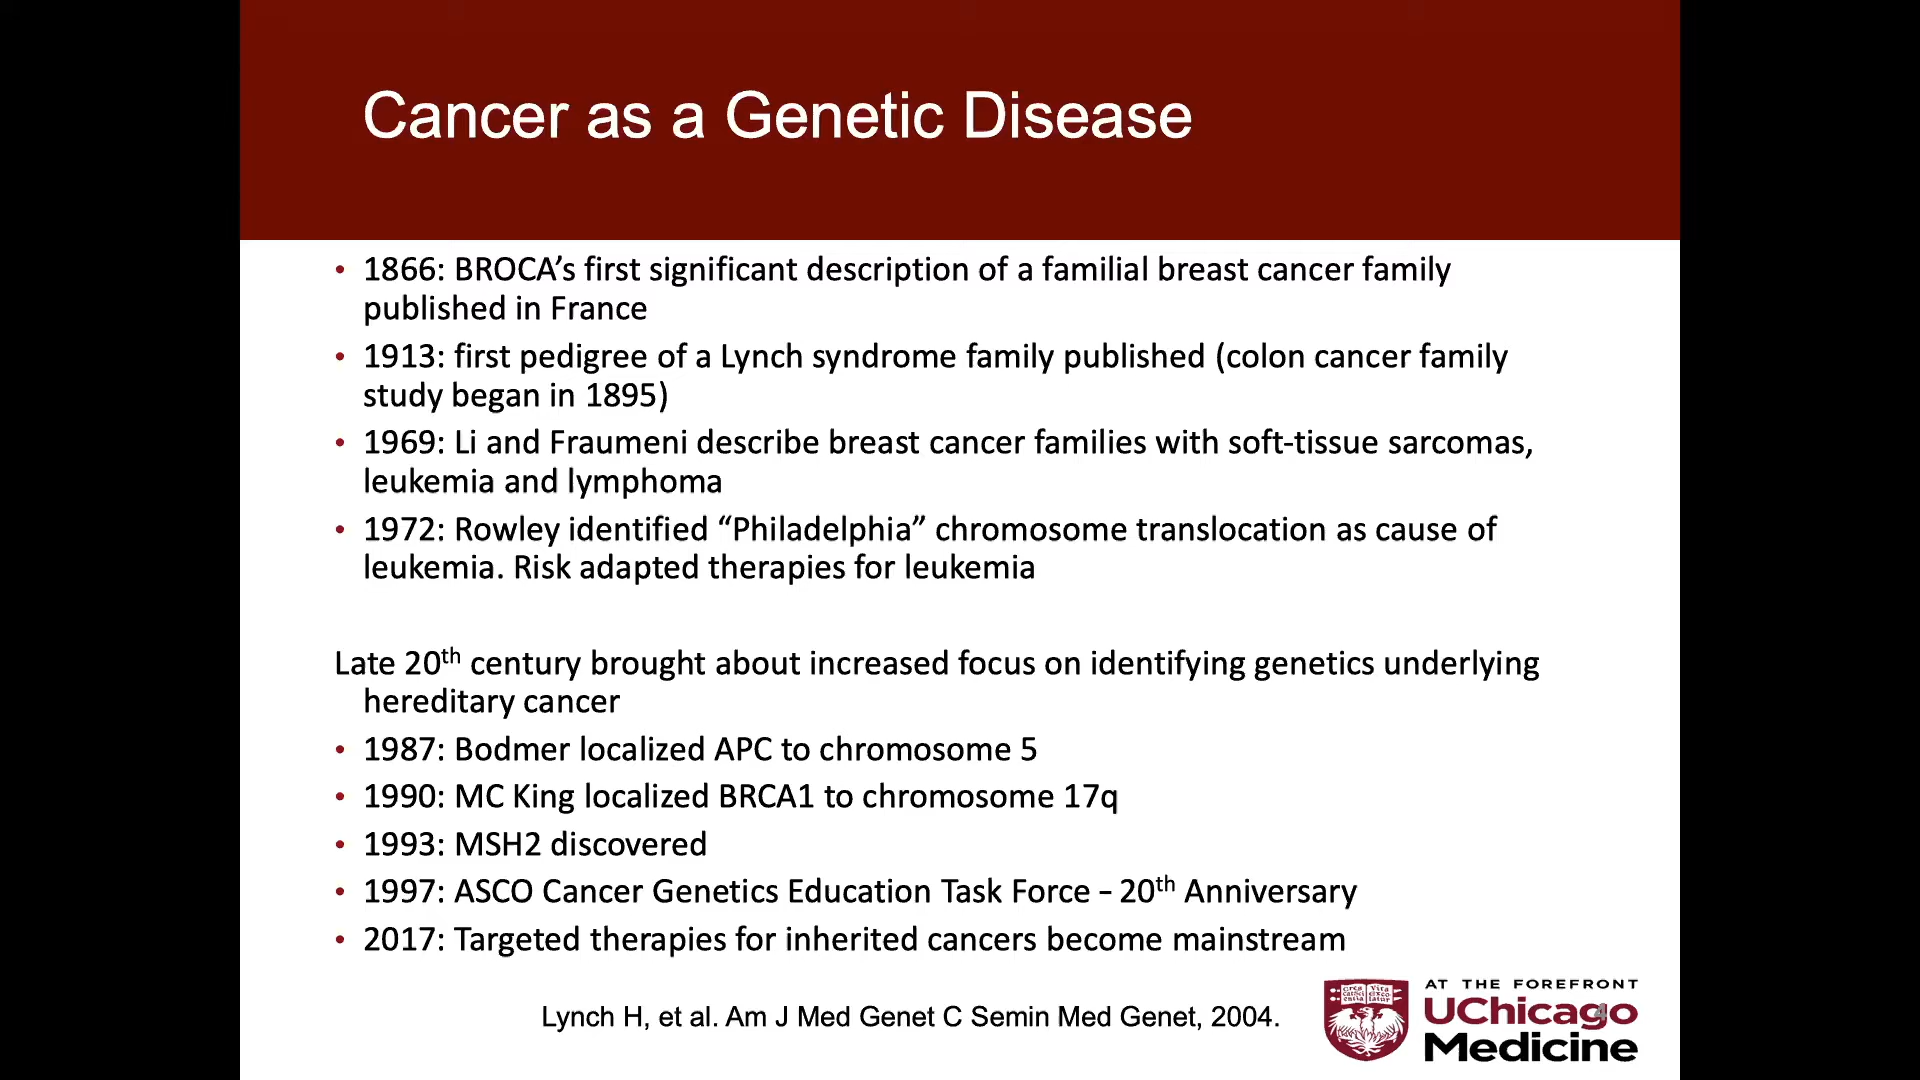 Cancer as a Genetic Disease
• 1866: BROCA’s first significant description of a familial breast cancer family
published in France
• 1913: first pedigree of a Lynch syndrome family published (colon cancer family
study began in 1895)
• 1969: Li and Fraumeni describe breast cancer families with soft-tissue sarcomas,
leukemia and lymphoma
• 1972: Rowley identified “Philadelphia” chromosome translocation as cause of
leukemia. Risk adapted therapies for leukemia
Late 20th century brought about increased focus on identifying genetics underlying
hereditary cancer
• 1987: Bodmer localized APC to chromosome 5
• 1990: MC King localized BRCA1 to chromosome 17q
• 1993: MSH2 discovered
• 1997: ASCO Cancer Genetics Education Task Force – 20th Anniversary
• 2017: Targeted therapies for inherited cancers become mainstream
Lynch H, et al. Am J Med Genet C Semin Med Genet, 2004.
AT THE FOREFRONT
UChicago
Medicine
4